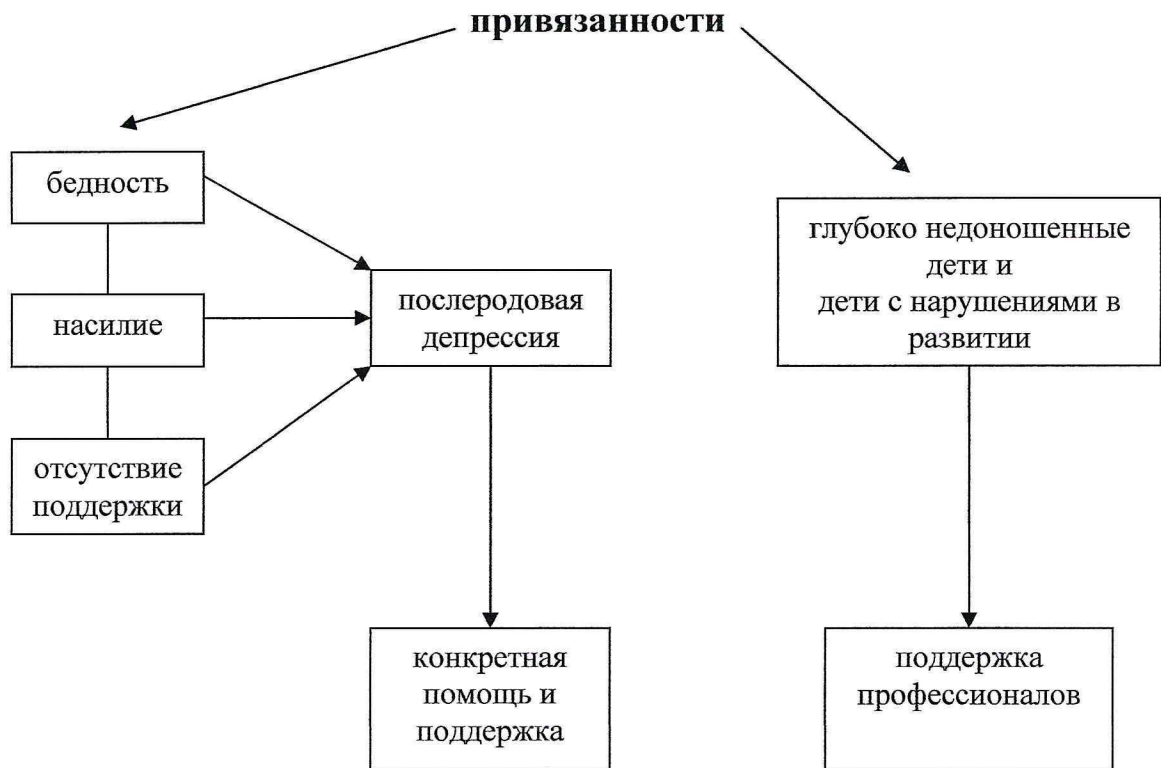 привязанности
бедность
насилие
отсутствие
поддержки
послеродовая
депрессия
глубоко недоношенные
дети и
дети с нарушениями в
развитии
конкретная
помощь и
поддержка
поддержка
профессионалов